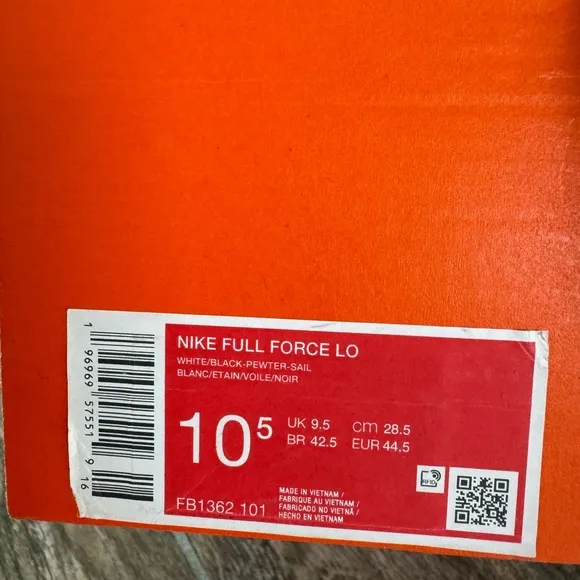 1 96969 57551 9 16
NIKE FULL FORCE LO
WHITE/BLACK-PEWTER-SAIL
BLANC/ETAIN/VOILE/NOIR
10⁵
UK 9.5 cm 28.5
BR 42.5 EUR 44.5
FB1362 101
MADE IN VIETNAM /
FABRIQUE AU VIETNAM /
FABRICADO NO VIETNÃ /
HECHO EN VIETNAM
RFID